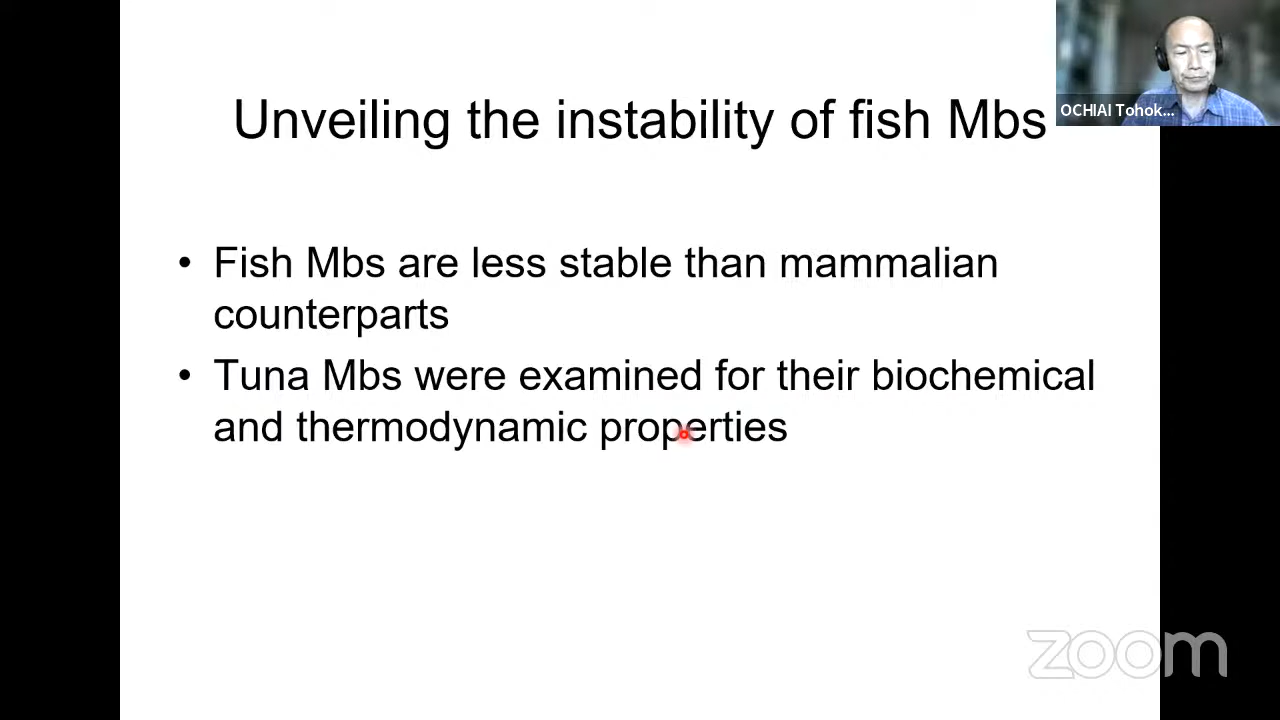 Unveiling the instability of fish Mbs
OCHIAI Tohok...
• Fish Mbs are less stable than mammalian
counterparts
• Tuna Mbs were examined for their biochemical
and thermodynamic properties
zoom